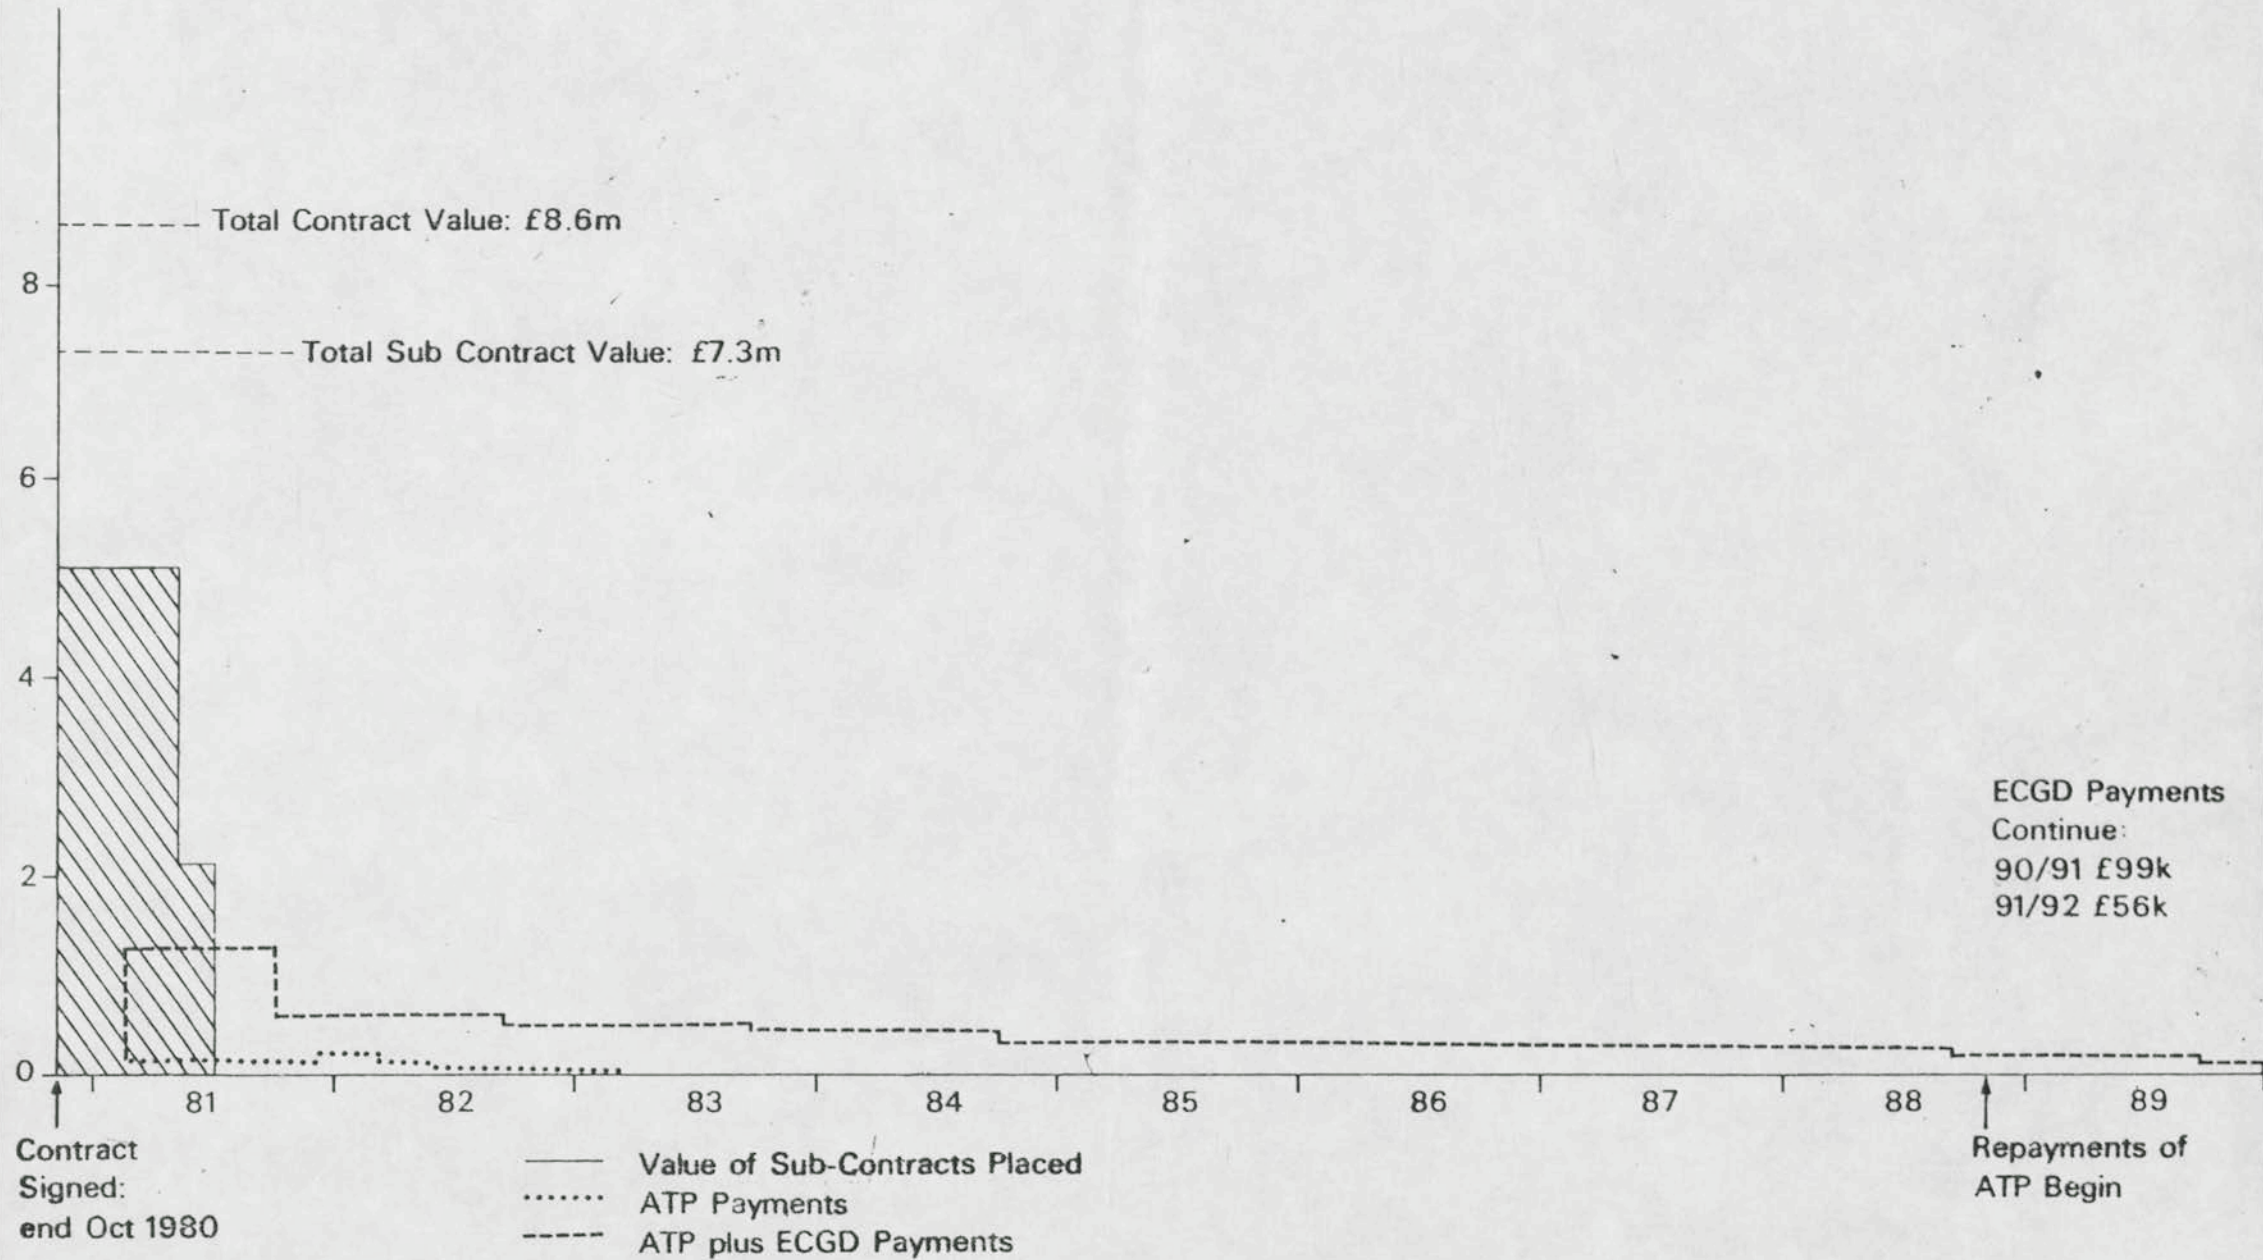 Total Contract Value: £8.6m
8
Total Sub Contract Value: £7.3m
6
4
2
0
ECGD Payments
Continue:
90/91 £99k
91/92 £56k
81 82 83 84 85 86 87 88 89
Contract
Signed:
end Oct 1980
Value of Sub-Contracts Placed
ATP Payments
ATP plus ECGD Payments
Repayments of
ATP Begin